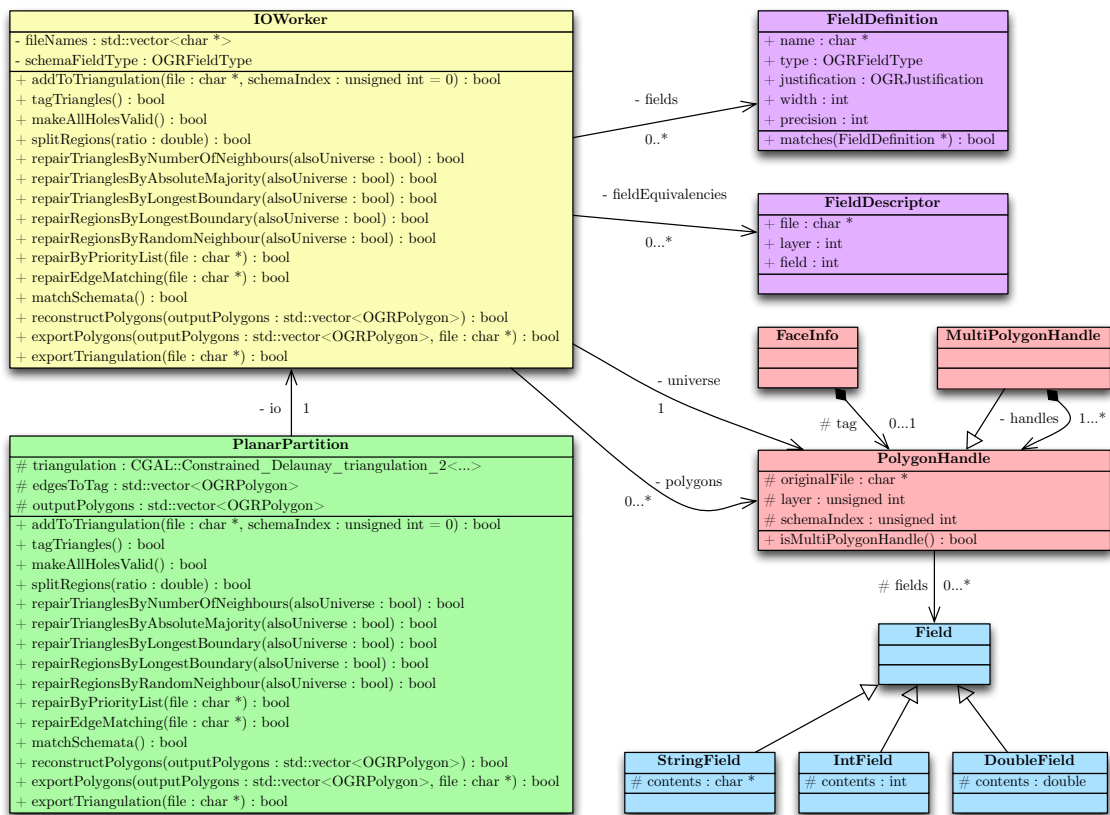 IOWorker
- fileNames : std::vector<char *>
- schemaFieldType : OGRFieldType
+ addToTriangulation(file : char *, schemaIndex : unsigned int = 0) : bool
+ tagTriangles() : bool
+ makeAllHolesValid() : bool
+ splitRegions(ratio : double) : bool
+ repairTrianglesByNumberOfNeighbours(alsoUniverse : bool) : bool
+ repairTrianglesByAbsoluteMajority(alsoUniverse : bool) : bool
+ repairTrianglesByLongestBoundary(alsoUniverse : bool) : bool
+ repairRegionsByLongestBoundary(alsoUniverse : bool) : bool
+ repairRegionsByRandomNeighbour(alsoUniverse : bool) : bool
+ repairByPriorityList(file : char *) : bool
+ repairEdgeMatching(file : char *) : bool
+ matchSchemata() : bool
+ reconstructPolygons(outputPolygons : std::vector<OGRPolygon>) : bool
+ exportPolygons(outputPolygons : std::vector<OGRPolygon>, file : char *) : bool
+ exportTriangulation(file : char *) : bool
- fields
0..*
FieldDefinition
+ name : char *
+ type : OGRFieldType
+ justification : OGRJustification
+ width : int
+ precision : int
+ matches(FieldDefinition *) : bool
- fieldEquivalencies
0...*
FieldDescriptor
+ file : char *
+ layer : int
+ field : int
- io
1
PlanarPartition
# triangulation : CGAL::Constrained_Delaunay_triangulation_2<...>
# edgesToTag : std::vector<OGRPolygon>
# outputPolygons : std::vector<OGRPolygon>
+ addToTriangulation(file : char *, schemaIndex : unsigned int = 0) : bool
+ tagTriangles() : bool
+ makeAllHolesValid() : bool
+ splitRegions(ratio : double) : bool
+ repairTrianglesByNumberOfNeighbours(alsoUniverse : bool) : bool
+ repairTrianglesByAbsoluteMajority(alsoUniverse : bool) : bool
+ repairTrianglesByLongestBoundary(alsoUniverse : bool) : bool
+ repairRegionsByLongestBoundary(alsoUniverse : bool) : bool
+ repairRegionsByRandomNeighbour(alsoUniverse : bool) : bool
+ repairByPriorityList(file : char *) : bool
+ repairEdgeMatching(file : char *) : bool
+ matchSchemata() : bool
+ reconstructPolygons(outputPolygons : std::vector<OGRPolygon>) : bool
+ exportPolygons(outputPolygons : std::vector<OGRPolygon>, file : char *) : bool
+ exportTriangulation(file : char *) : bool
- universe
1
- polygons
0...*
FaceInfo
# tag
0...1
MultiPolygonHandle
- handles
1...*
PolygonHandle
# originalFile : char *
# layer : unsigned int
# schemaIndex : unsigned int
+ isMultiPolygonHandle() : bool
# fields
0...*
Field
StringField
# contents : char *
IntField
# contents : int
DoubleField
# contents : double